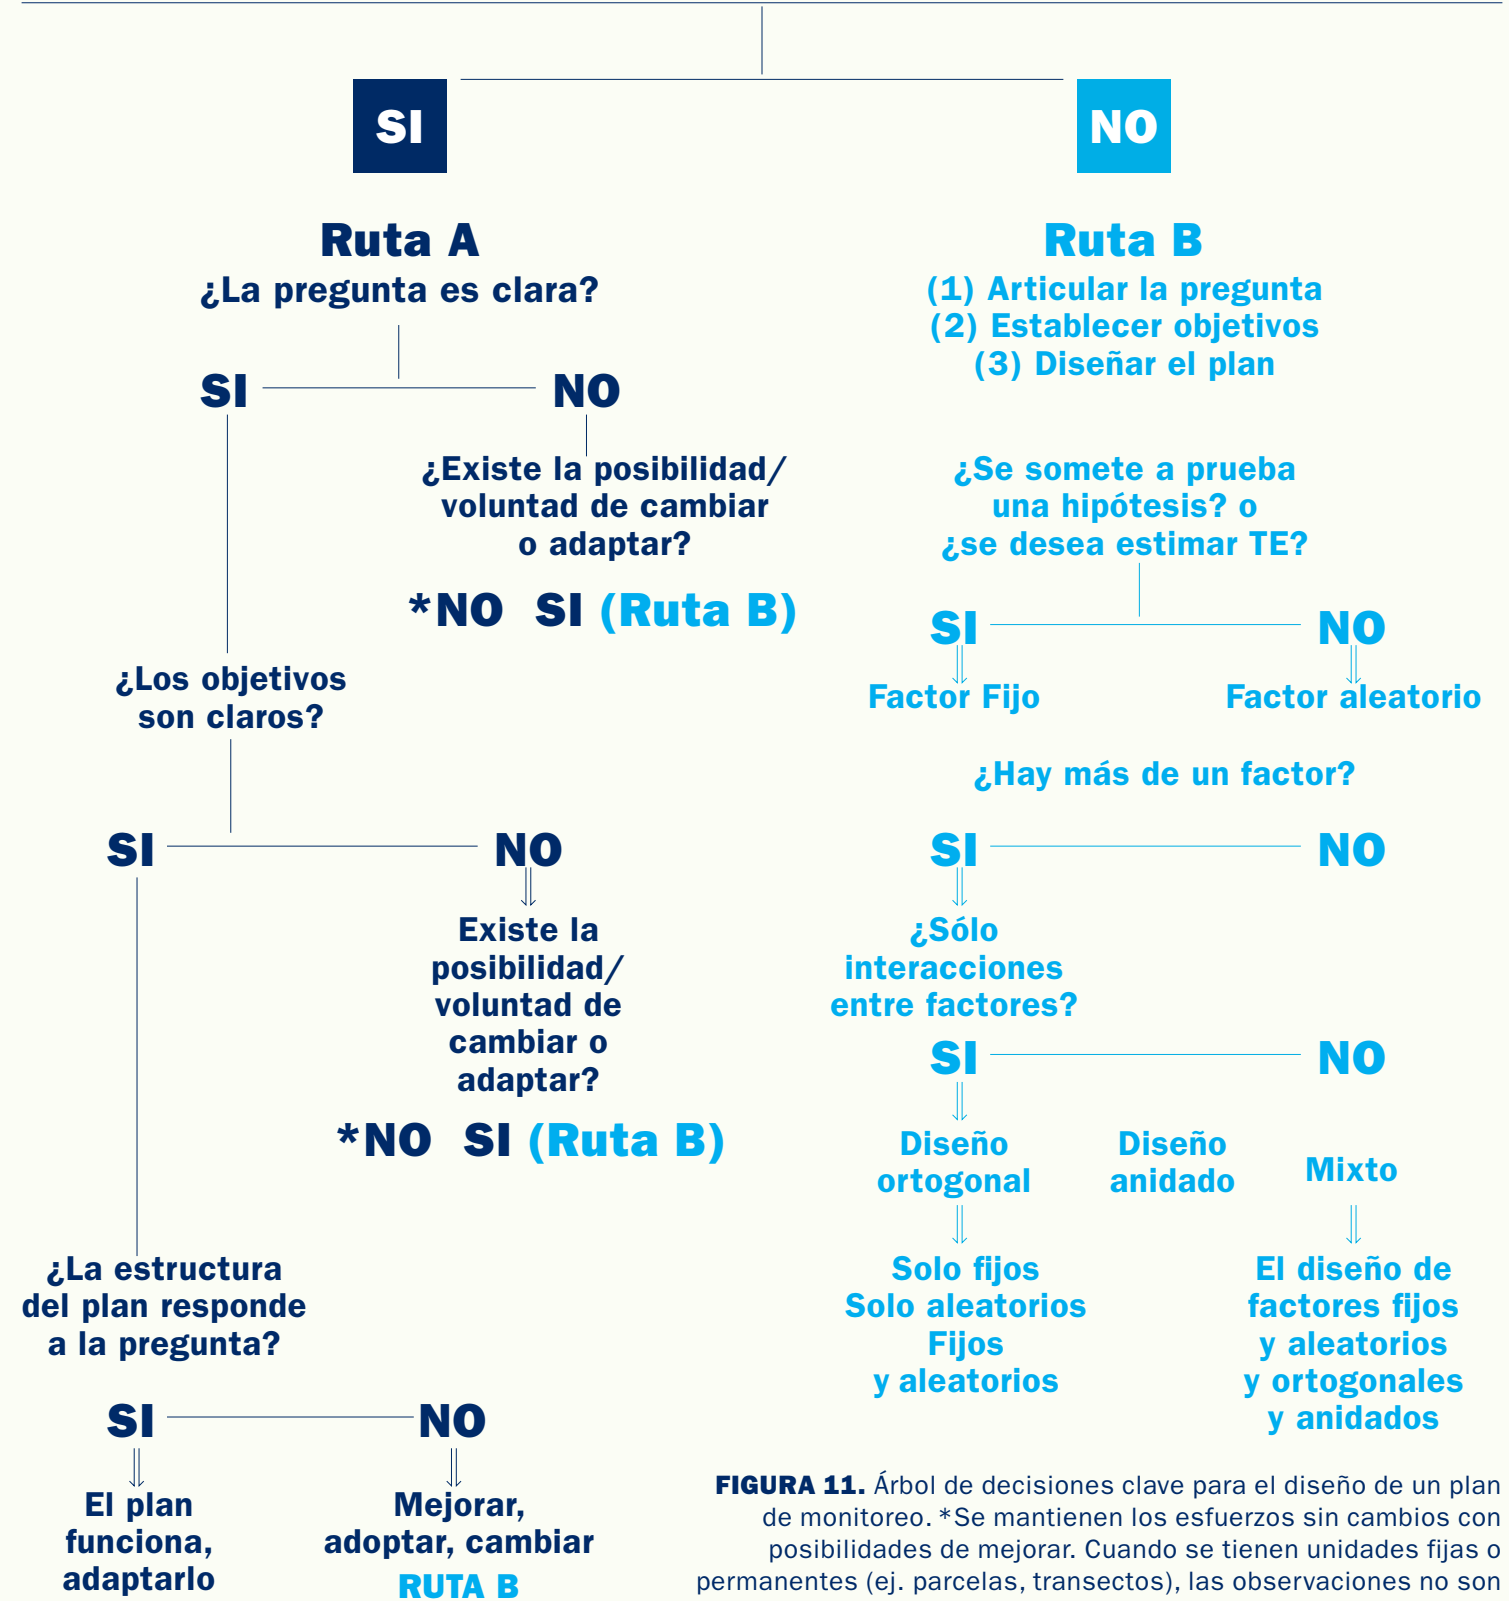 SI
NO
Ruta A
¿La pregunta es clara?
SI
NO
¿Existe la posibilidad/
voluntad de cambiar
o adaptar?
*NO SI (Ruta B)
¿Los objetivos
son claros?
SI
NO
Existe la
posibilidad/
voluntad de
cambiar o
adaptar?
*NO SI (Ruta B)
¿La estructura
del plan responde
a la pregunta?
SI
NO
El plan
funciona,
adaptarlo
Mejorar,
adoptar, cambiar
RUTA B
Ruta B
(1) Articular la pregunta
(2) Establecer objetivos
(3) Diseñar el plan
¿Se somete a prueba
una hipótesis? o
¿se desea estimar TE?
SI
NO
Factor Fijo
Factor aleatorio
¿Hay más de un factor?
SI
NO
¿Sólo
interacciones
entre factores?
SI
NO
Diseño
ortogonal
Diseño
anidado
Mixto
Solo fijos
Solo aleatorios
Fijos
y aleatorios
El diseño de
factores fijos
y aleatorios
y ortogonales
y anidados
FIGURA 11. Árbol de decisiones clave para el diseño de un plan
de monitoreo. *Se mantienen los esfuerzos sin cambios con
posibilidades de mejorar. Cuando se tienen unidades fijas o
permanentes (ej. parcelas, transectos), las observaciones no son